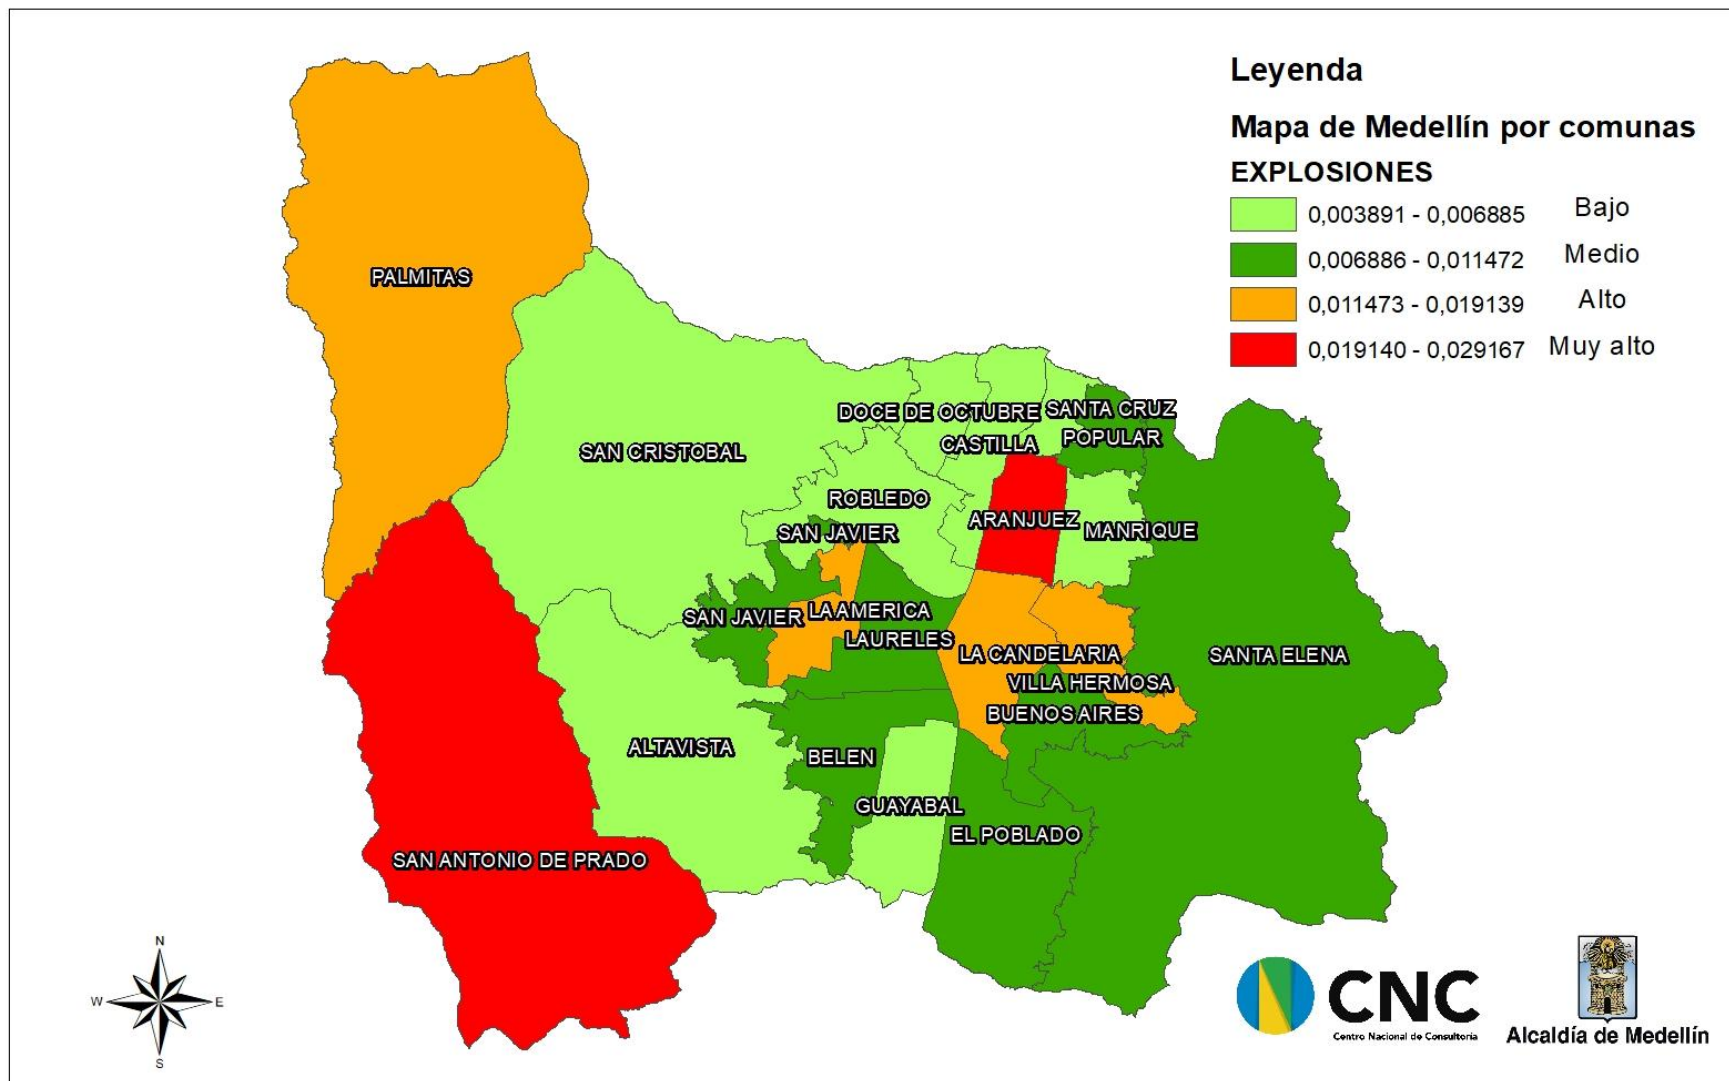 Leyenda
Mapa de Medellín por comunas
EXPLOSIONES
0,003891 - 0,006885 Bajo
0,006886 - 0,011472 Medio
0,011473 - 0,019139 Alto
0,019140 - 0,029167 Muy alto
PALMITAS
DOCE DE OCTUBRE
SANTA CRUZ
CASTILLA
POPULAR
SAN CRISTOBAL
ROBLEDO
ARANJUEZ
MANRIQUE
SAN JAVIER
SAN JAVIER
LA AMERICA
LAURELES
LA CANDELARIA
SANTA ELENA
VILLA HERMOSA
BUENOS AIRES
ALTAVISTA
BELEN
GUAYABAL
EL POBLADO
SAN ANTONIO DE PRADO
N
W E
S
CNC
Centro Nacional de Consultoría
Alcaldía de Medellín